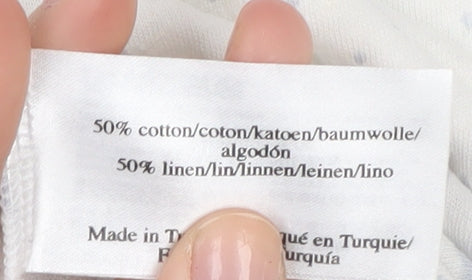 50% cotton/coton/katoen/baumwolle/
algodón
50% linen/lin/linnen/leinen/lino
Made in en Turquie/